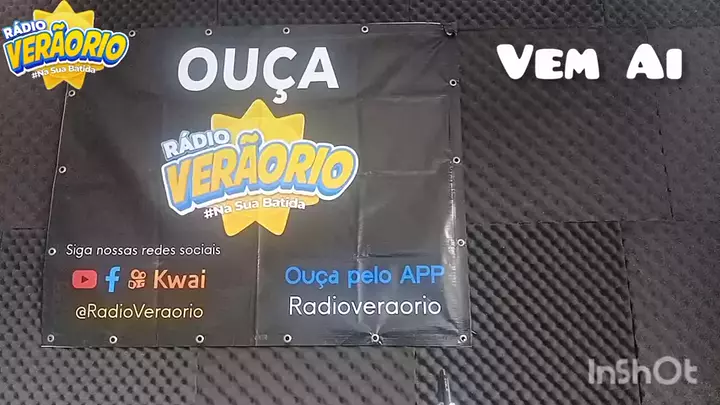 RÁDIO
VERÃORIO
#Na Sua Batida
VEM AI
OUÇA
RÁDIO
VERÃORIO
#Na Sua Batida
Siga nossas redes sociais
Kwai
@RadioVeraorio
Ouça pelo APP
Radioveraorio
InShOt